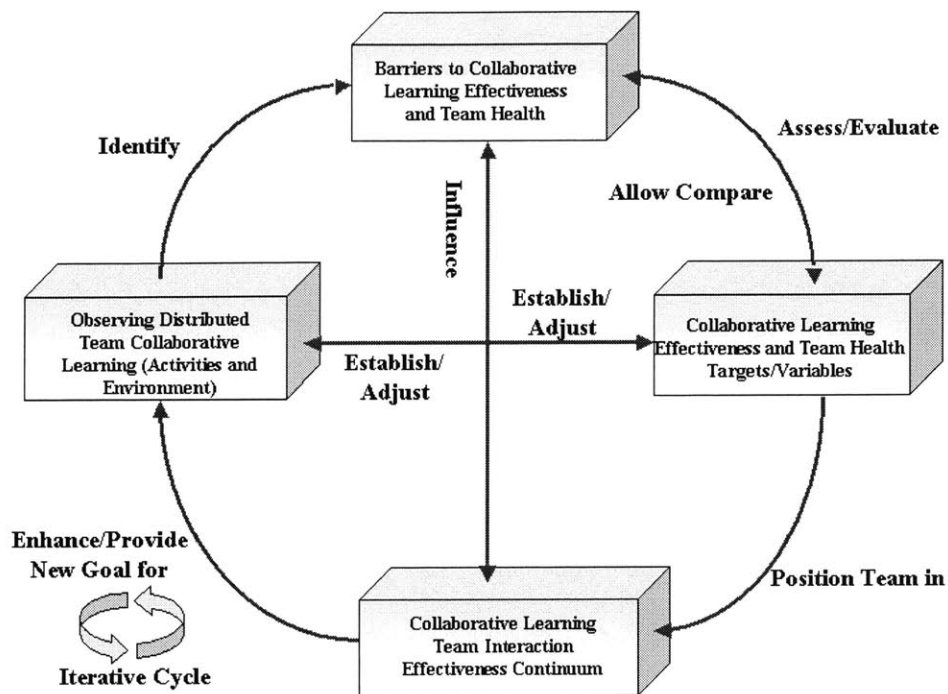 Barriers to Collaborative
Learning Effectiveness
and Team Health
Identify
Assess/Evaluate
Allow Compare
Influence
Observing Distributed
Team Collaborative
Learning (Activities and
Environment)
Establish/
Adjust
Establish/
Adjust
Collaborative Learning
Effectiveness and Team Health
Targets/Variables
Enhance/Provide
New Goal for
Iterative Cycle
Position Team in
Collaborative Learning
Team Interaction
Effectiveness Continuum